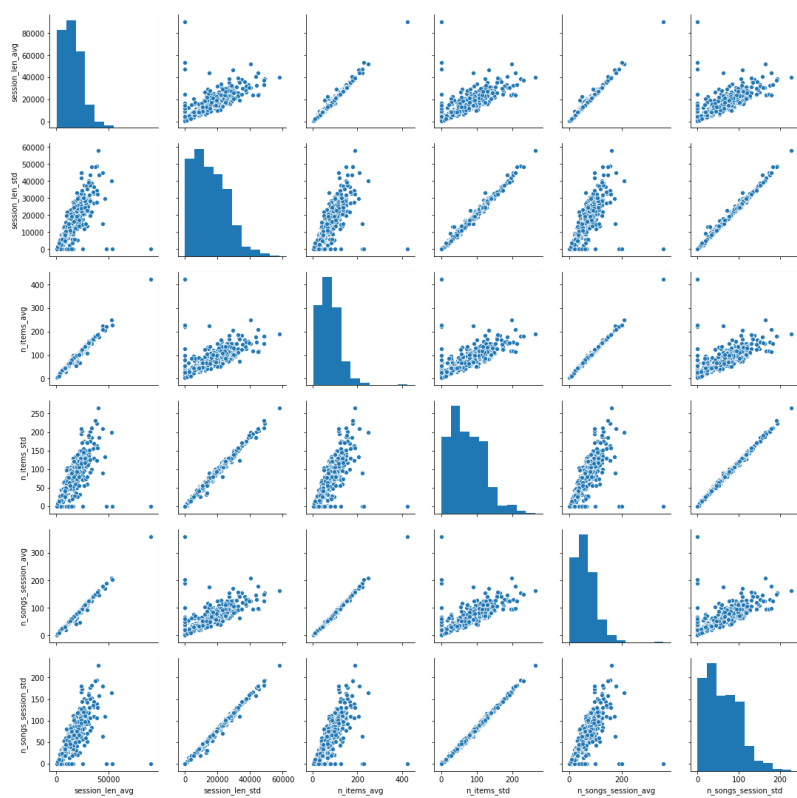 session_len_avg
80000
60000
40000
20000
0
session_len_std
60000
50000
40000
30000
20000
10000
0
n_items_avg
400
300
200
100
0
n_items_std
250
200
150
100
50
0
n_songs_session_avg
300
200
100
0
n_songs_session_std
200
150
100
50
0
0 50000
session_len_avg
0 20000 40000 60000
session_len_std
0 200 400
n_items_avg
0 100 200
n_items_std
0 200
n_songs_session_avg
0 100 200
n_songs_session_std